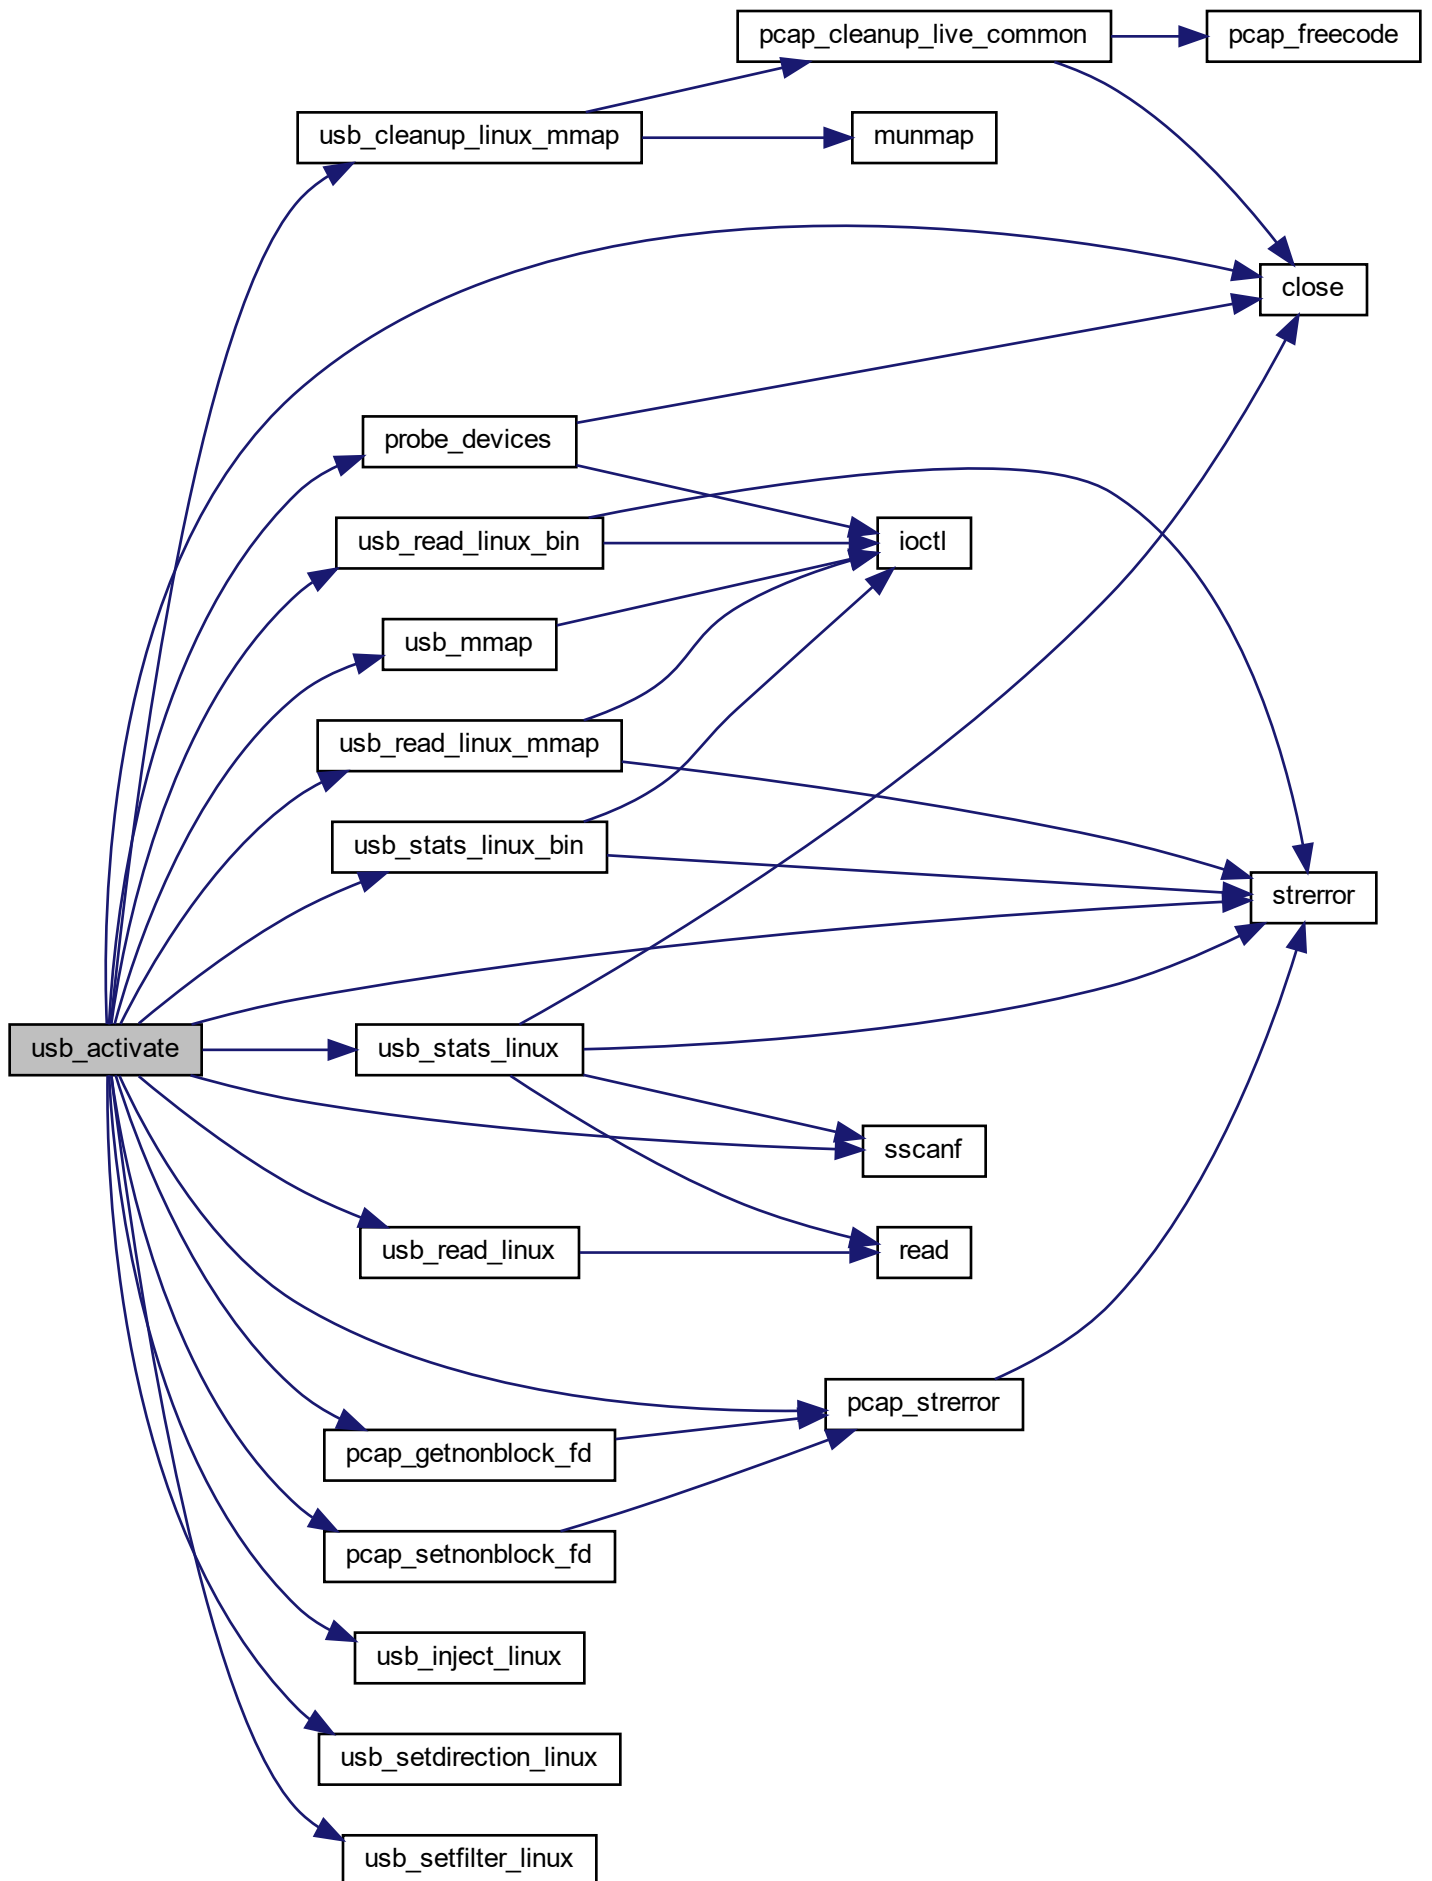 pcap_cleanup_live_common
pcap_freecode
usb_cleanup_linux_mmap
munmap
close
probe_devices
usb_read_linux_bin
ioctl
usb_mmap
usb_read_linux_mmap
usb_stats_linux_bin
strerror
usb_activate
usb_stats_linux
sscanf
usb_read_linux
read
pcap_strerror
pcap_getnonblock_fd
pcap_setnonblock_fd
usb_inject_linux
usb_setdirection_linux
usb_setfilter_linux